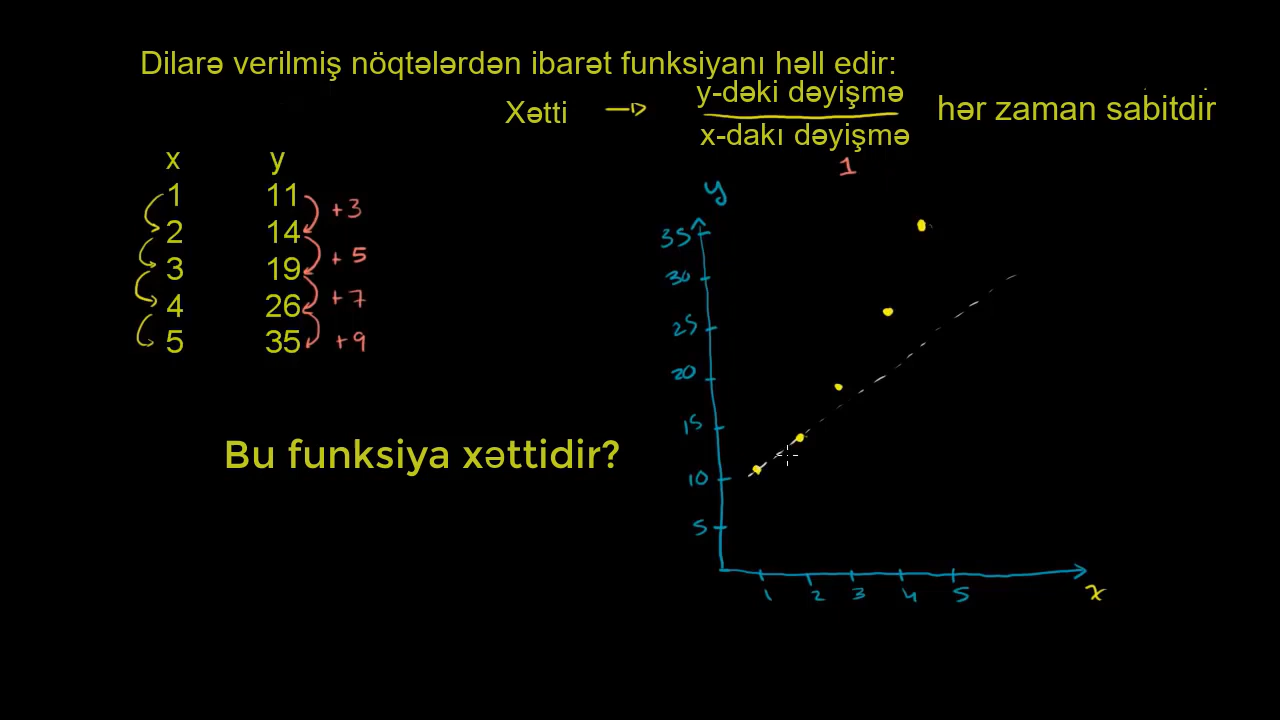 Dilarə verilmiş nöqtələrdən ibarət funksiyanı həll edir:
Xətti → y-dəki dəyişmə hər zaman sabitdir
x-dakı dəyişmə
1
x y
1 11
+3
2 14
+5
3 19
+7
4 26
+9
5 35
Bu funksiya xəttidir?
y
35
30
25
20
15
10
5
1 2 3 4 5
x